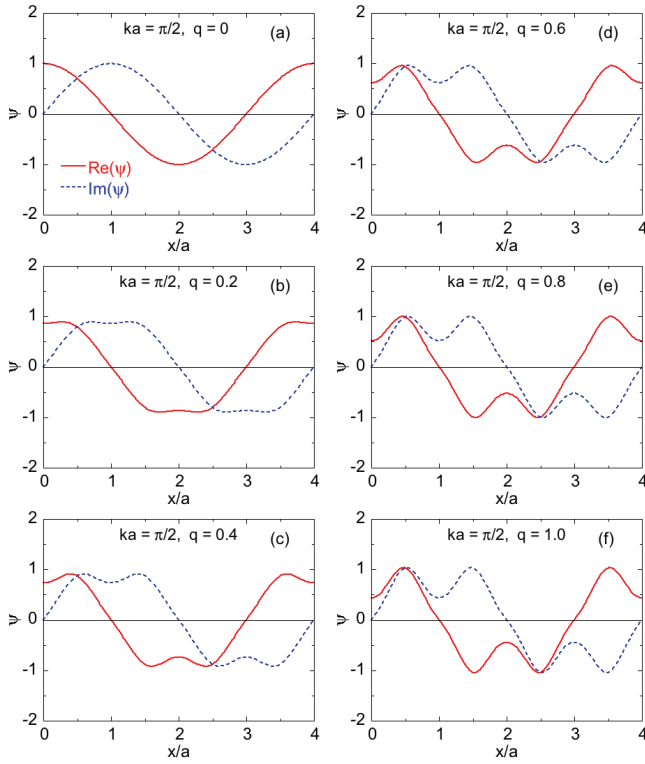 ka = π/2, q = 0 (a)
2
1
0
-1
-2
ψ
Re(ψ)
Im(ψ)
0 1 2 3 4
x/a
ka = π/2, q = 0.2 (b)
2
1
0
-1
-2
ψ
0 1 2 3 4
x/a
ka = π/2, q = 0.4 (c)
2
1
0
-1
-2
ψ
0 1 2 3 4
x/a
ka = π/2, q = 0.6 (d)
2
1
0
-1
-2
ψ
0 1 2 3 4
x/a
ka = π/2, q = 0.8 (e)
2
1
0
-1
-2
ψ
0 1 2 3 4
x/a
ka = π/2, q = 1.0 (f)
2
1
0
-1
-2
ψ
0 1 2 3 4
x/a